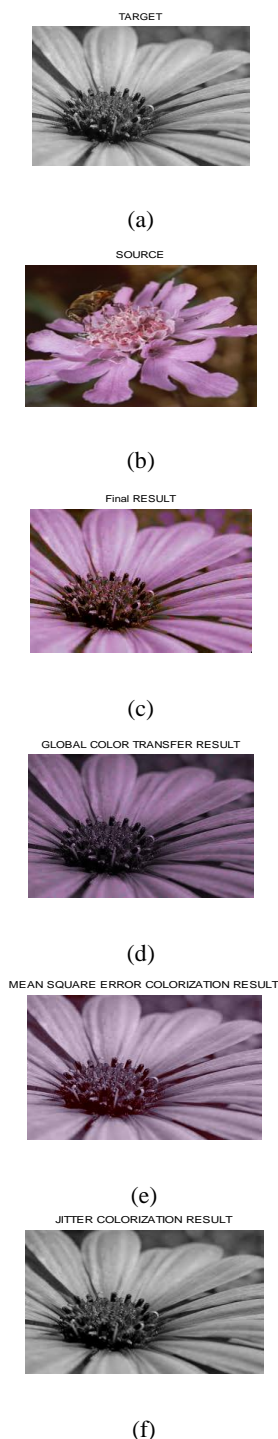 TARGET
(a)
SOURCE
(b)
Final RESULT
(c)
GLOBAL COLOR TRANSFER RESULT
(d)
MEAN SQUARE ERROR COLORIZATION RESULT
(e)
JITTER COLORIZATION RESULT
(f)